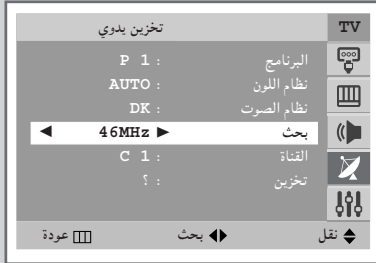 TV
تخزين يدوي
البرنامج : P 1
نظام اللون : AUTO
نظام الصوت : DK
بحث ◀ 46MHz ▶
القناة : C 1
تخزين : ؟
نقل بحث عودة